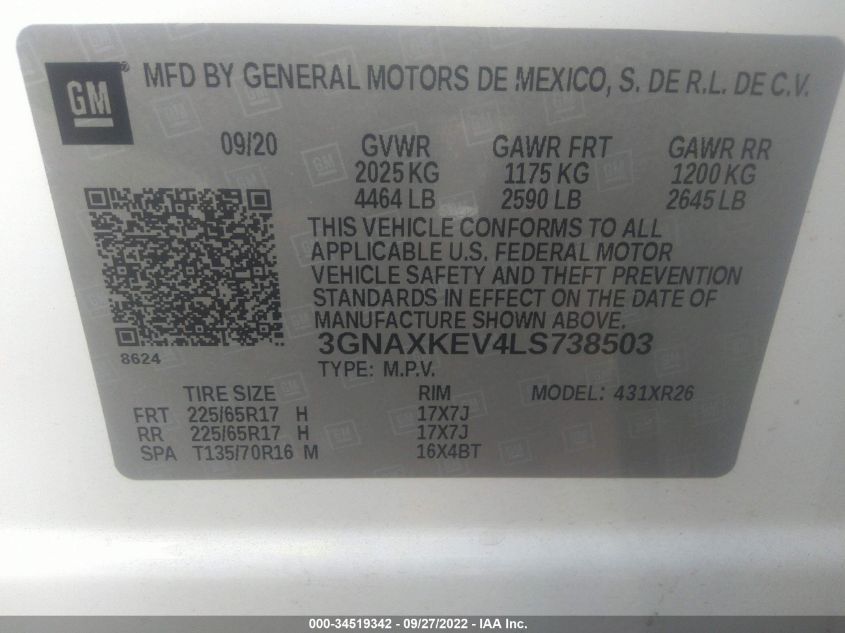 GM ® MFD BY GENERAL MOTORS DE MEXICO, S. DE R.L. DE C.V.
09/20 GVWR GAWR FRT GAWR RR
2025 KG 1175 KG 1200 KG
4464 LB 2590 LB 2645 LB
THIS VEHICLE CONFORMS TO ALL
APPLICABLE U.S. FEDERAL MOTOR
VEHICLE SAFETY AND THEFT PREVENTION
STANDARDS IN EFFECT ON THE DATE OF
MANUFACTURE SHOWN ABOVE.
8624 3GNAXKEV4LS738503
TYPE: M.P.V.
TIRE SIZE RIM MODEL: 431XR26
FRT 225/65R17 H 17X7J
RR 225/65R17 H 17X7J
SPA T135/70R16 M 16X4BT
000-34519342 - 09/27/2022 - IAA Inc.